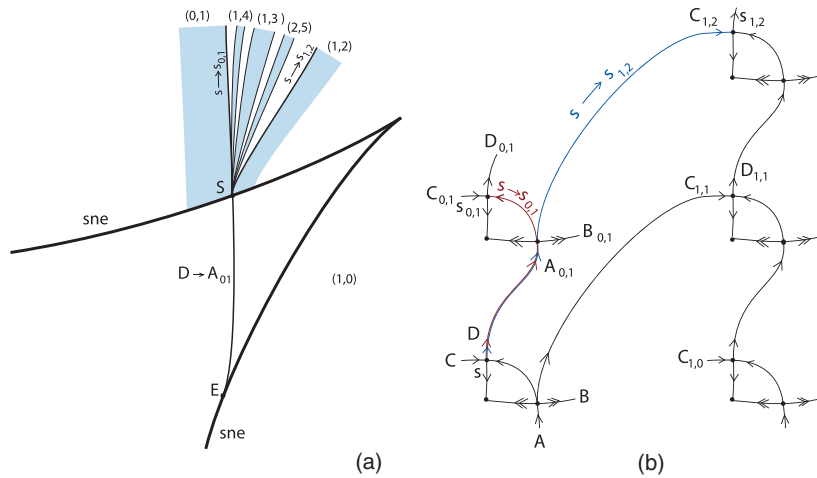 (0,1) (1,4) (1,3) (2,5) (1,2)
s→s0,1
s→s1,2
S
sne
D→A01
(1,0)
E
sne
(a)
C1,2 s1,2
s→s1,2
D0,1
C0,1 s→s0,1
s0,1
B0,1
A0,1
C1,1 D1,1
D
C
s
B
A
C1,0
(b)